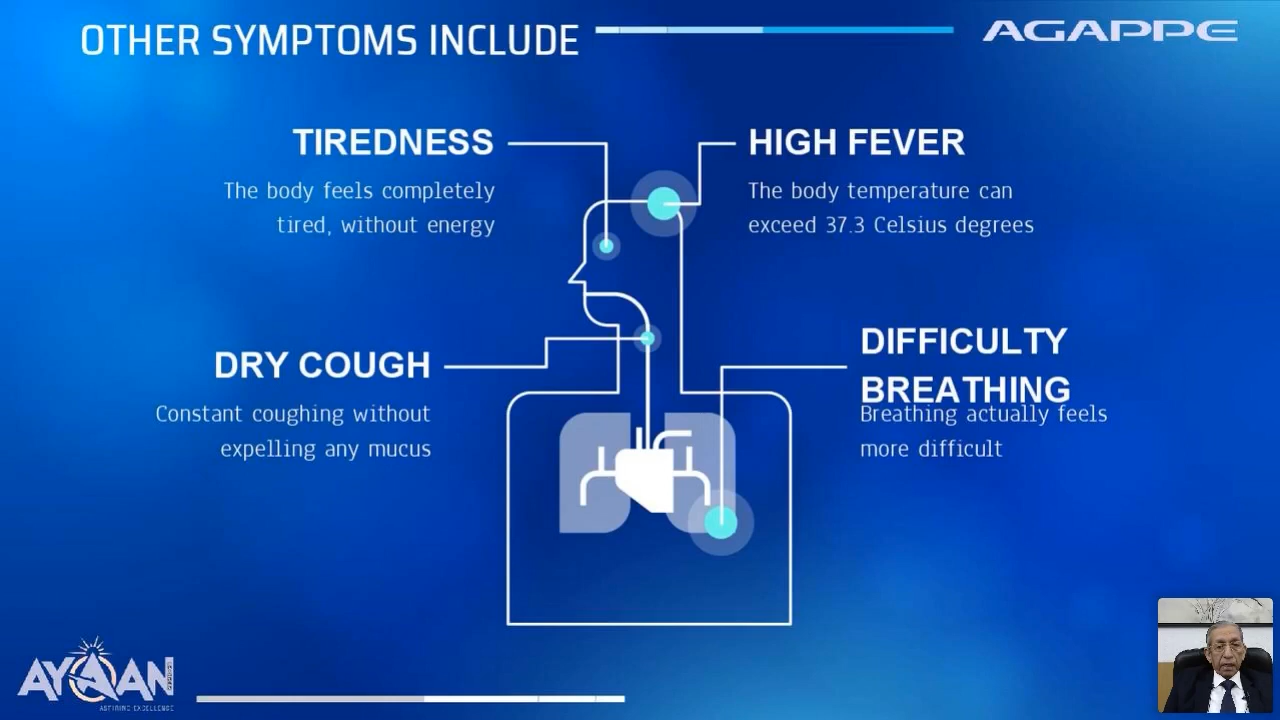 OTHER SYMPTOMS INCLUDE
AGAPPE
TIREDNESS
The body feels completely
tired, without energy
HIGH FEVER
The body temperature can
exceed 37.3 Celsius degrees
DRY COUGH
Constant coughing without
expelling any mucus
DIFFICULTY
BREATHING
Breathing actually feels
more difficult
AYAAN
ASPIRING EXCELLENCE